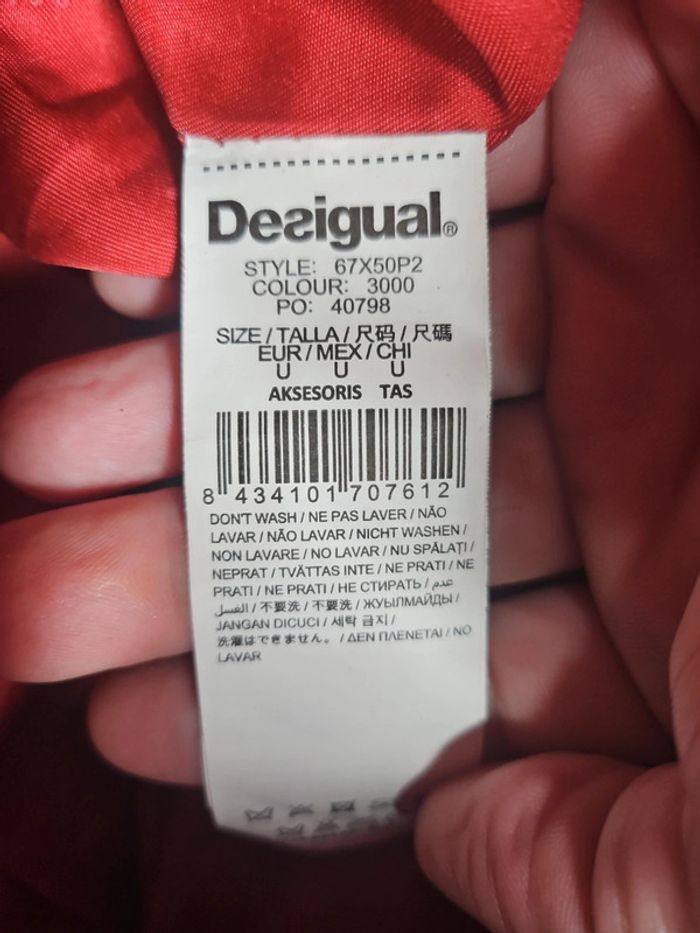 Desigual®
STYLE: 67X50P2
COLOUR: 3000
PO: 40798
SIZE / TALLA / 尺码 / 尺碼
EUR / MEX / CHI
U U U
AKSESORIS TAS
8 434101 707612
DON'T WASH / NE PAS LAVER / NÃO
LAVAR / NÃO LAVAR / NICHT WASHEN /
NON LAVARE / NO LAVAR / NU SPĂLAŢI /
NEPRAT / TVÄTTAS INTE / NE PRATI / NE
PRATI / NE PRATI / НЕ СТИРАТЬ / عدم
الغسل / 不要洗 / 不要洗 / ЖУЫЛМАЙДЫ /
JANGAN DICUCI / 세탁 금지 /
洗濯はできません。 / ΔΕΝ ΠΛΕΝΕΤΑΙ / NO
LAVAR